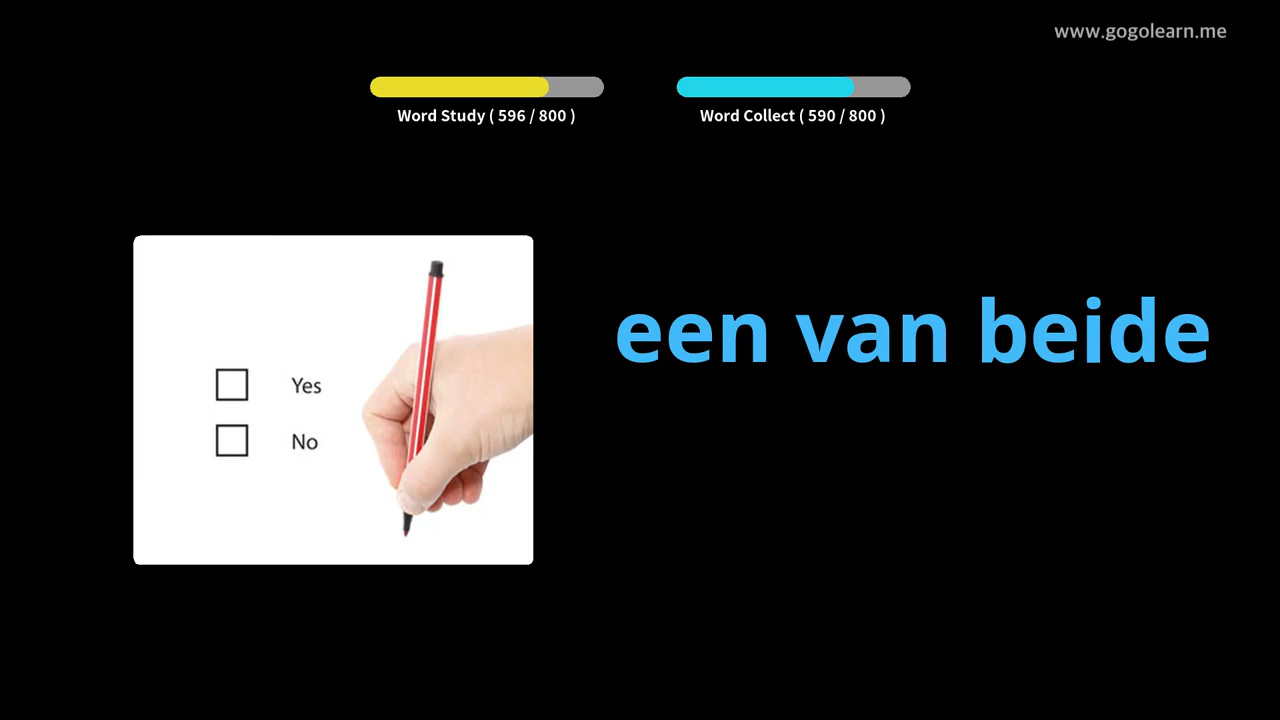 www.gogolearn.me
Word Study ( 596 / 800 )
Word Collect ( 590 / 800 )
een van beide
Yes
No